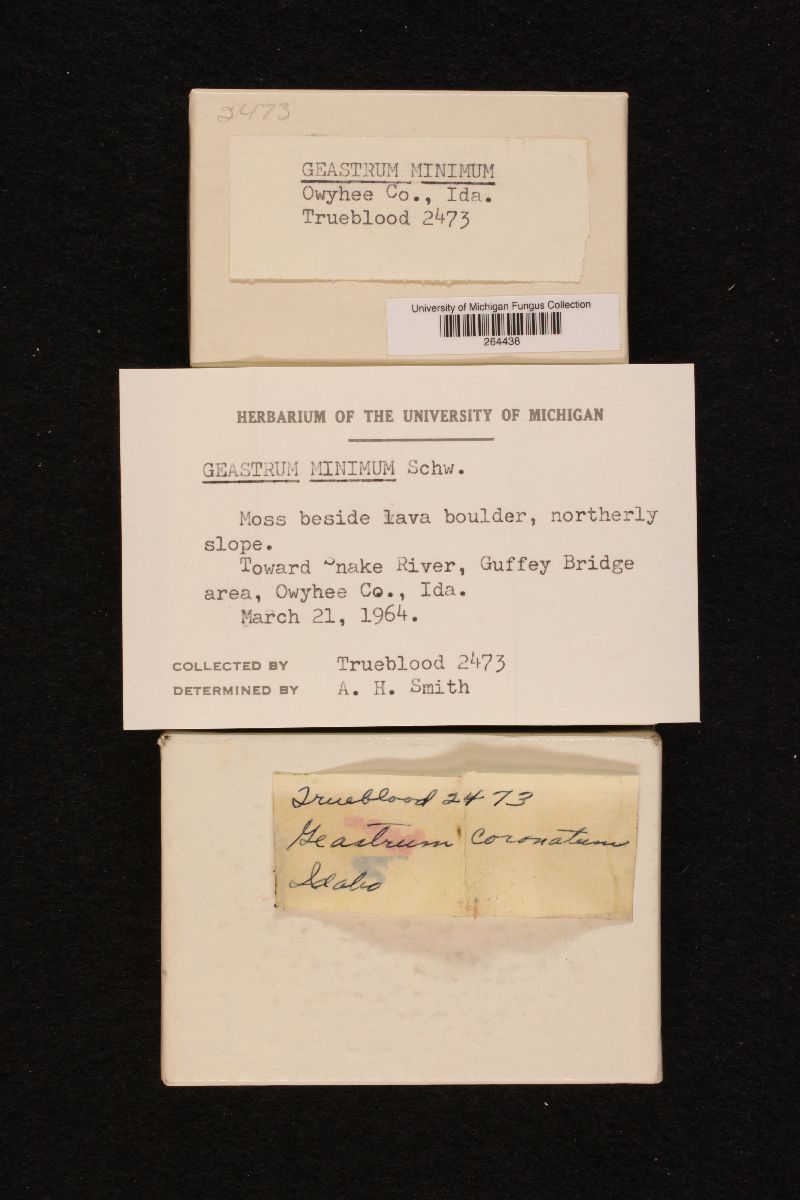 2473
GEASTRUM MINIMUM
Owyhee Co., Ida.
Trueblood 2473
University of Michigan Fungus Collection
264438
HERBARIUM OF THE UNIVERSITY OF MICHIGAN
GEASTRUM MINIMUM Schw.
Moss beside lava boulder, northerly
slope.
Toward Snake River, Guffey Bridge
area, Owyhee Co., Ida.
March 21, 1964.
COLLECTED BY Trueblood 2473
DETERMINED BY A. H. Smith
Trueblood 2473
Geastrum coronatum
Idaho